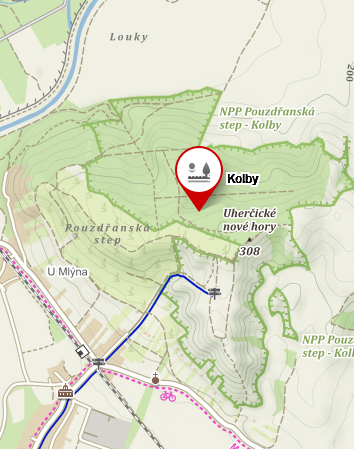 Louky
200
NPP Pouzdřanská
step - Kolby
Kolby
Uherčické
nové hory
308
Pouzdřanská
step
U Mlýna
NPP Pouz
step - Kol
M